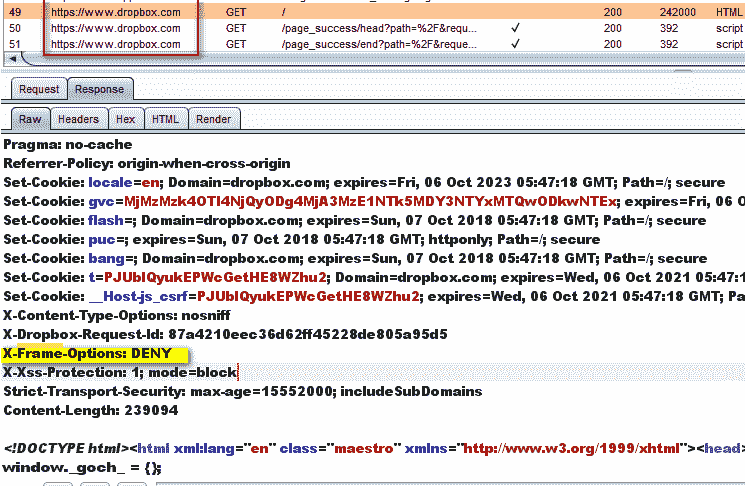 49 https://www.dropbox.com GET / 200 242000 HTML
50 https://www.dropbox.com GET /page_success/head?path=%2F&reque... ✓ 200 392 script
51 https://www.dropbox.com GET /page_success/end?path=%2F&reque... ✓ 200 392 script
Request Response
Raw Headers Hex HTML Render
Pragma: no-cache
Referrer-Policy: origin-when-cross-origin
Set-Cookie: locale=en; Domain=dropbox.com; expires=Fri, 06 Oct 2023 05:47:18 GMT; Path=/; secure
Set-Cookie: gvc=MjMzMzk4OTI4NjQyODg4MjA3MzE1NTk5MDY3NTYxMTQwODkwNTEx; expires=Fri, 06 O
Set-Cookie: flash=; Domain=dropbox.com; expires=Sun, 07 Oct 2018 05:47:18 GMT; Path=/; secure
Set-Cookie: puc=; expires=Sun, 07 Oct 2018 05:47:18 GMT; httponly; Path=/; secure
Set-Cookie: bang=; Domain=dropbox.com; expires=Sun, 07 Oct 2018 05:47:18 GMT; Path=/; secure
Set-Cookie: t=PJUbIQyukEPWcGetHE8WZhu2; Domain=dropbox.com; expires=Wed, 06 Oct 2021 05:47:1
Set-Cookie: __Host-js_csrf=PJUbIQyukEPWcGetHE8WZhu2; expires=Wed, 06 Oct 2021 05:47:18 GMT; Pa
X-Content-Type-Options: nosniff
X-Dropbox-Request-Id: 87a4210eec36d62ff45228de805a95d5
X-Frame-Options: DENY
X-Xss-Protection: 1; mode=block
Strict-Transport-Security: max-age=15552000; includeSubDomains
Content-Length: 239094
<!DOCTYPE html><html xml:lang="en" class="maestro" xmlns="http://www.w3.org/1999/xhtml"><head>
window._goch_ = {};